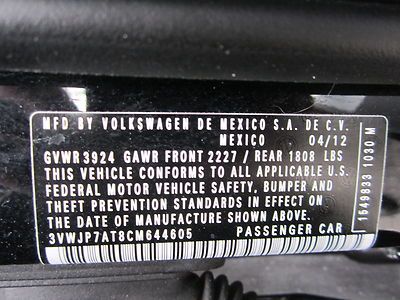 MFD BY VOLKSWAGEN DE MEXICO S.A. DE C.V.
MEXICO 04/12
GVWR 3924 GAWR FRONT 2227 / REAR 1808 LBS
THIS VEHICLE CONFORMS TO ALL APPLICABLE U.S.
FEDERAL MOTOR VEHICLE SAFETY, BUMPER AND
THEFT PREVENTION STANDARDS IN EFFECT ON THE
DATE OF MANUFACTURE SHOWN ABOVE.
3VWJP7AT8CM644605 PASSENGER CAR
1549833 1030 M